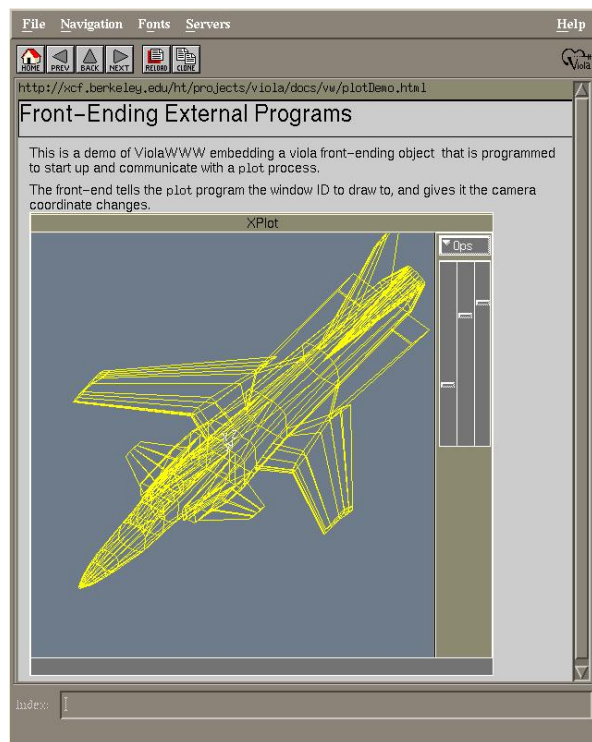 File Navigation Fonts Servers Help
HOME PREV BACK NEXT RELOAD CLONE Viola
http://xcf.berkeley.edu/ht/projects/viola/docs/vw/plotDemo.html
Front-Ending External Programs
This is a demo of ViolaWWW embedding a viola front-ending object that is programmed
to start up and communicate with a plot process.
The front-end tells the plot program the window ID to draw to, and gives it the camera
coordinate changes.
XPlot
Ops
Index: